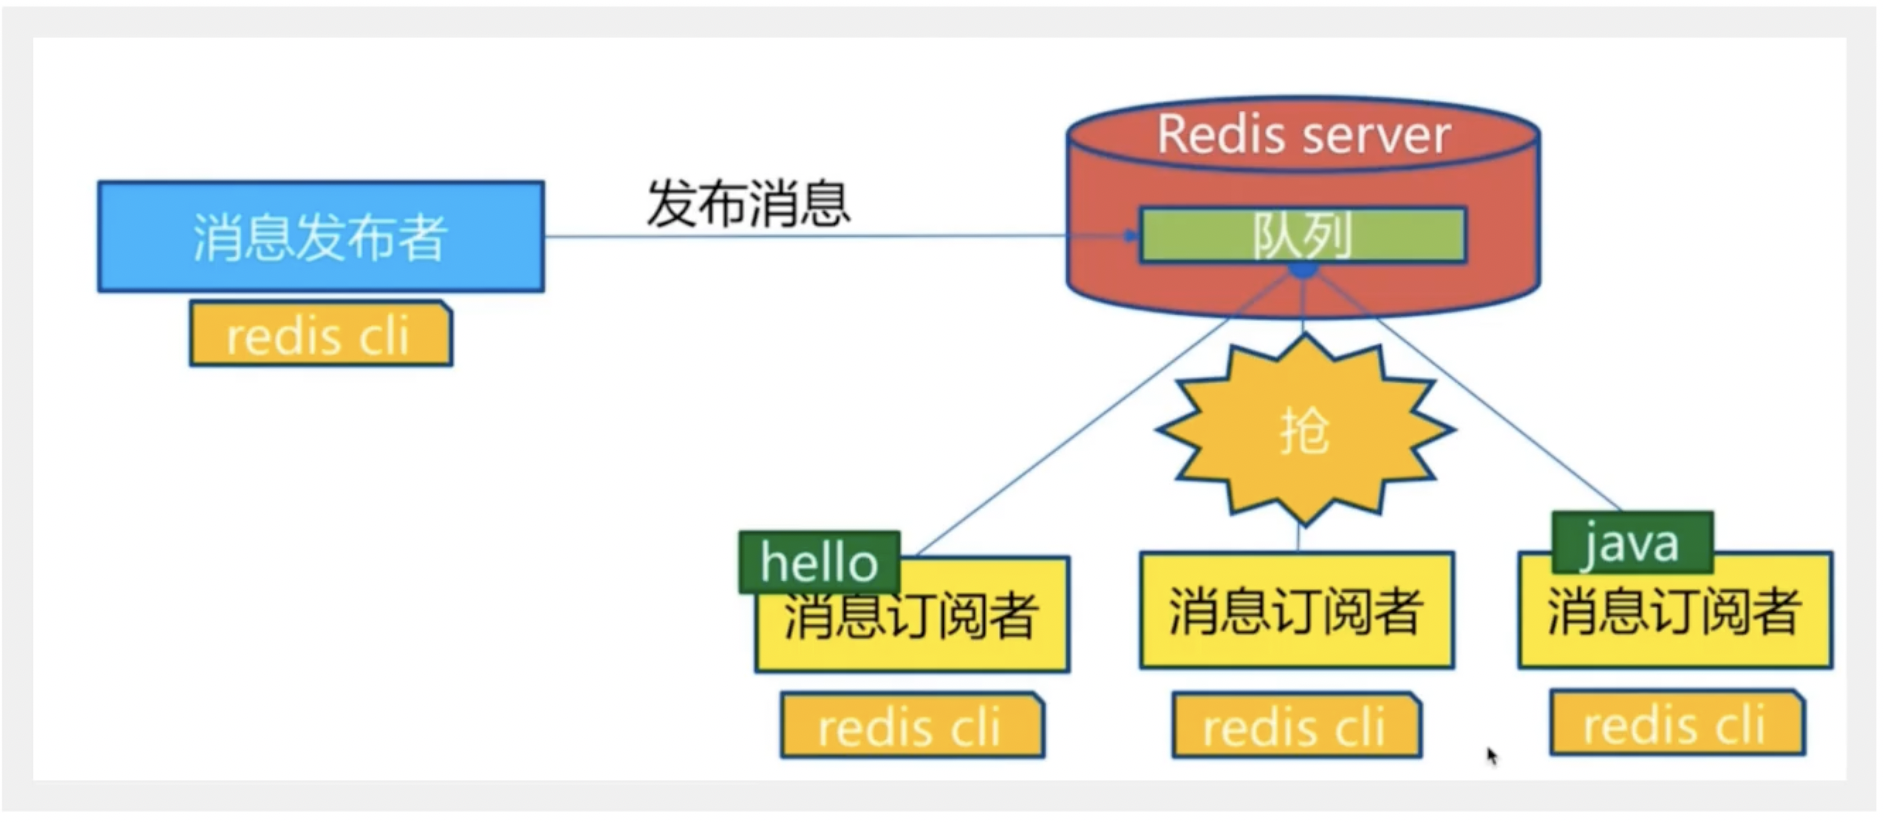 Redis server
发布消息
消息发布者
队列
redis cli
抢
hello
java
消息订阅者
消息订阅者
消息订阅者
redis cli
redis cli
redis cli